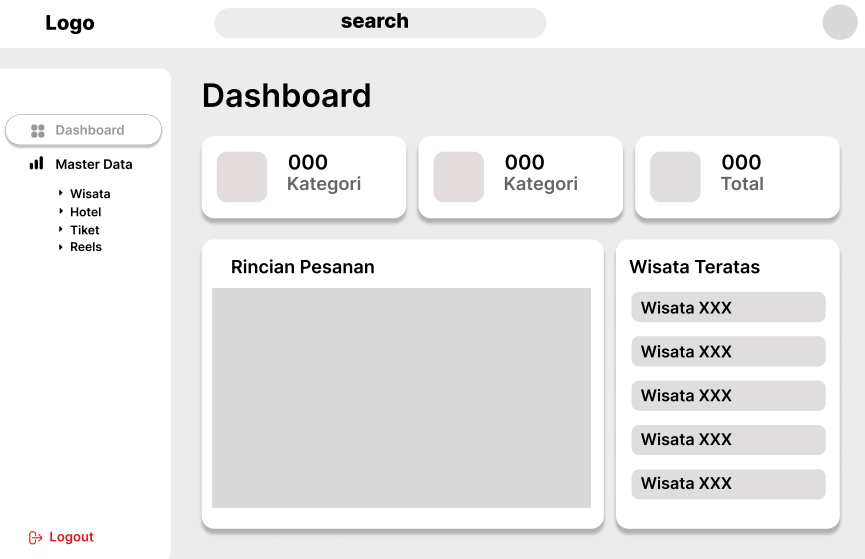 Logo
search
Dashboard
Master Data
Wisata
Hotel
Tiket
Reels
Logout
Dashboard
000
Kategori
000
Kategori
000
Total
Rincian Pesanan
Wisata Teratas
Wisata XXX
Wisata XXX
Wisata XXX
Wisata XXX
Wisata XXX